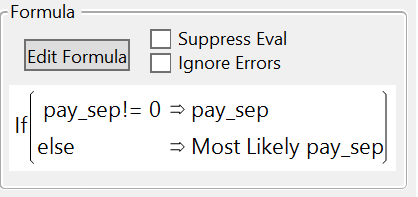 Formula
Edit Formula
Suppress Eval
Ignore Errors
If
pay_sep!= 0 ⇒ pay_sep
else ⇒ Most Likely pay_sep